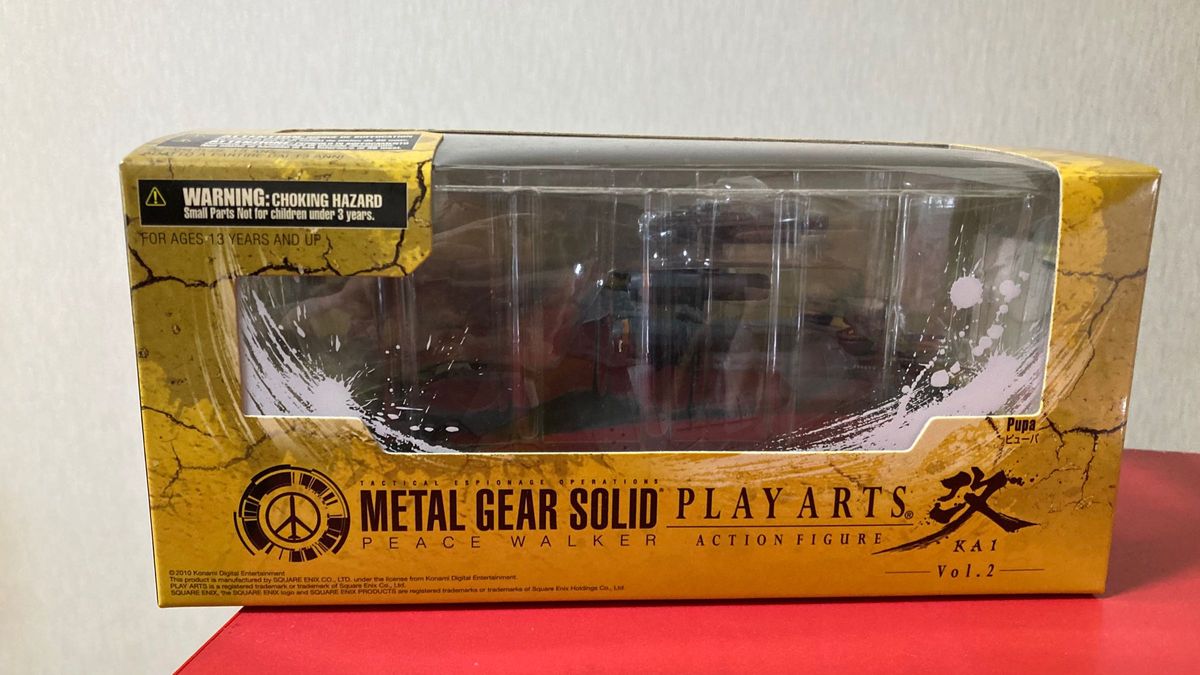 WARNING: CHOKING HAZARD
Small Parts Not for children under 3 years.
FOR AGES 13 YEARS AND UP
Pupa
ピューパ
TACTICAL ESPIONAGE OPERATIONS
METAL GEAR SOLID
PEACE WALKER
PLAY ARTS®
ACTION FIGURE
改
KAI
Vol.2
©2010 Konami Digital Entertainment
This product is manufactured by SQUARE ENIX CO., LTD. under the license from Konami Digital Entertainment.
PLAY ARTS is a registered trademark or trademark of Square Enix Co., Ltd.
SQUARE ENIX, the SQUARE ENIX logo and SQUARE ENIX PRODUCTS are registered trademarks or trademarks of Square Enix Holdings Co., Ltd.